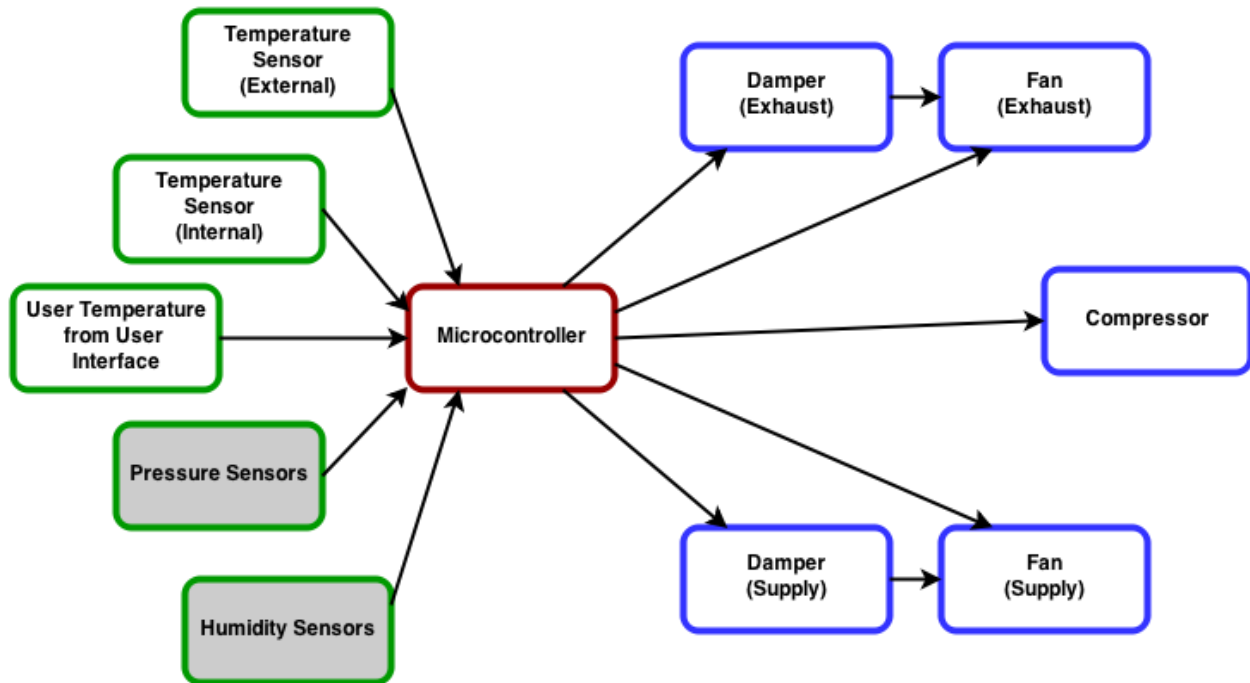 Temperature
Sensor
(External)
Temperature
Sensor
(Internal)
User Temperature
from User
Interface
Pressure Sensors
Humidity Sensors
Microcontroller
Damper
(Exhaust)
Fan
(Exhaust)
Compressor
Damper
(Supply)
Fan
(Supply)